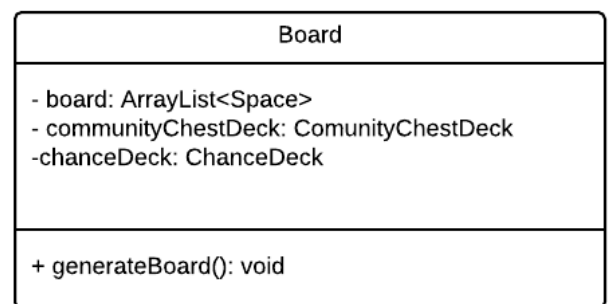 Board
- board: ArrayList<Space>
- communityChestDeck: ComunityChestDeck
-chanceDeck: ChanceDeck
+ generateBoard(): void